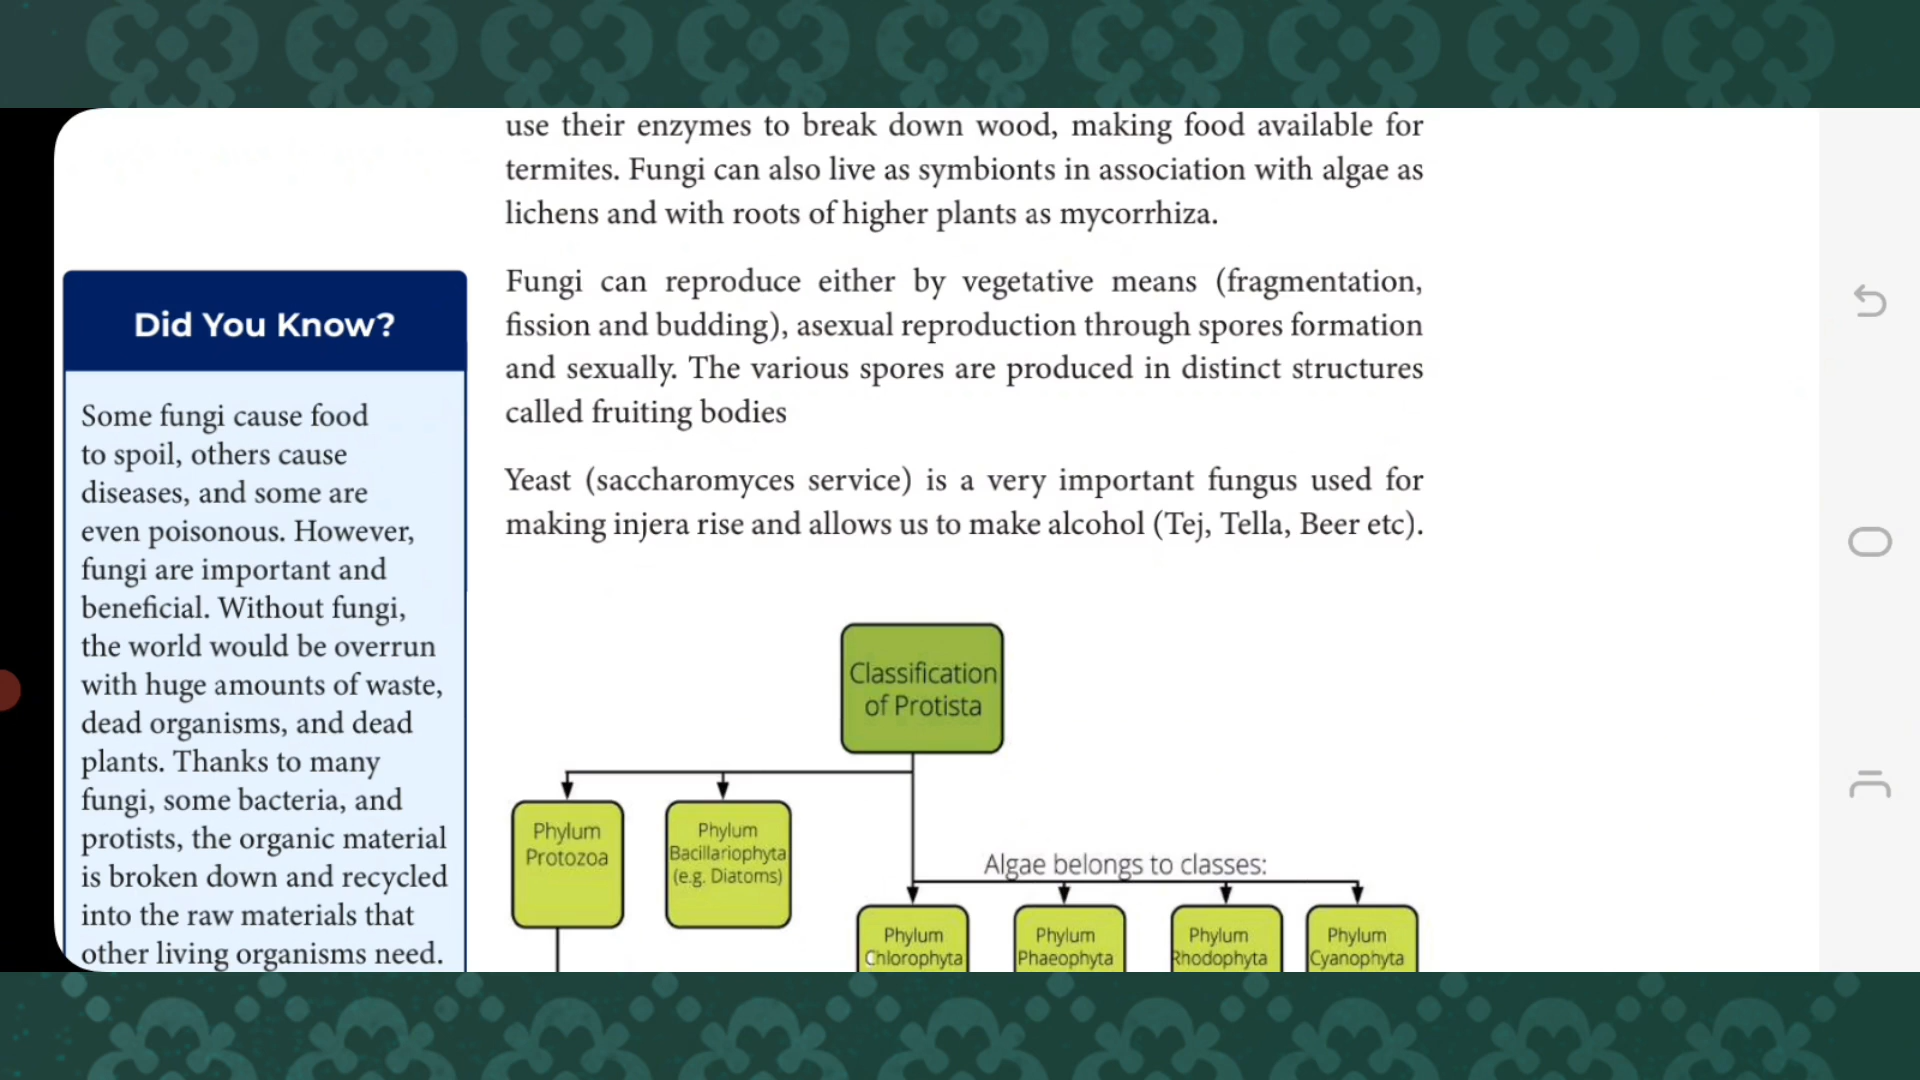 use their enzymes to break down wood, making food available for
termites. Fungi can also live as symbionts in association with algae as
lichens and with roots of higher plants as mycorrhiza.
Fungi can reproduce either by vegetative means (fragmentation,
fission and budding), asexual reproduction through spores formation
and sexually. The various spores are produced in distinct structures
called fruiting bodies
Yeast (saccharomyces service) is a very important fungus used for
making injera rise and allows us to make alcohol (Tej, Tella, Beer etc).
Did You Know?
Some fungi cause food
to spoil, others cause
diseases, and some are
even poisonous. However,
fungi are important and
beneficial. Without fungi,
the world would be overrun
with huge amounts of waste,
dead organisms, and dead
plants. Thanks to many
fungi, some bacteria, and
protists, the organic material
is broken down and recycled
into the raw materials that
other living organisms need.
Classification
of Protista
Phylum
Protozoa
Phylum
Bacillariophyta
(e.g. Diatoms)
Algae belongs to classes:
Phylum
Chlorophyta
Phylum
Phaeophyta
Phylum
Rhodophyta
Phylum
Cyanophyta